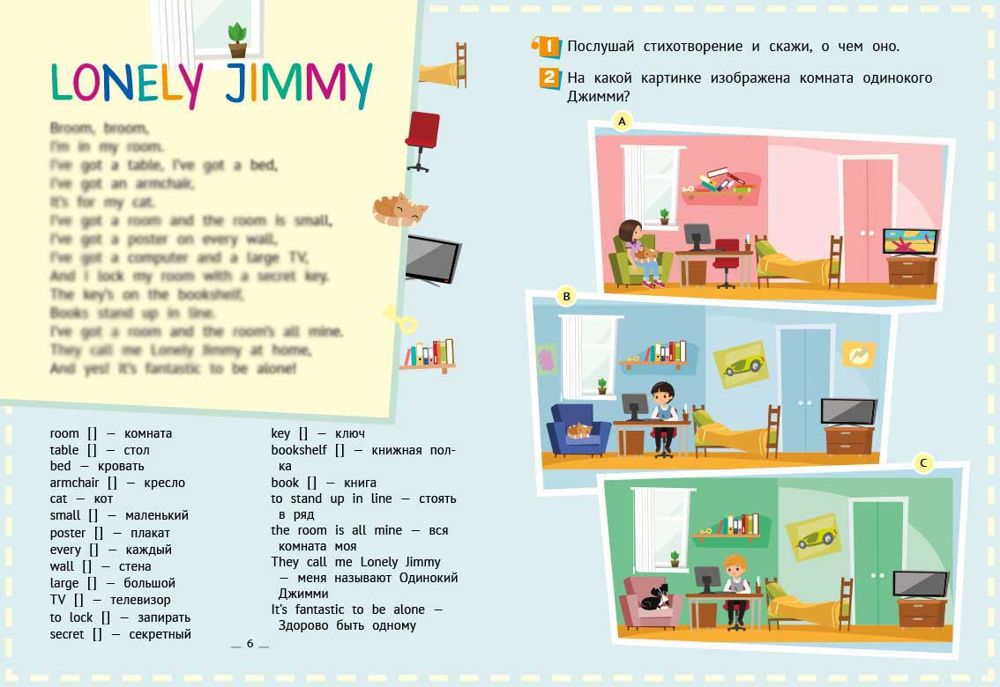 LONELY JIMMY
Broom, broom,
I'm in my room.
I've got a table, I've got a bed,
I've got an armchair,
It's for my cat.
I've got a room and the room is small,
I've got a poster on every wall,
I've got a computer and a large TV,
And I lock my room with a secret key.
The key's on the bookshelf,
Books stand up in line.
I've got a room and the room's all mine.
They call me Lonely Jimmy at home,
And yes! It's fantastic to be alone!
room [] — комната
table [] — стол
bed — кровать
armchair [] — кресло
cat — кот
small [] — маленький
poster [] — плакат
every [] — каждый
wall [] — стена
large [] — большой
TV [] — телевизор
to lock [] — запирать
secret [] — секретный
key [] — ключ
bookshelf [] — книжная пол-
ка
book [] — книга
to stand up in line — стоять
в ряд
the room is all mine — вся
комната моя
They call me Lonely Jimmy
— меня называют Одинокий
Джимми
It's fantastic to be alone —
Здорово быть одному
— 6 —
1 Послушай стихотворение и скажи, о чем оно.
2 На какой картинке изображена комната одинокого
Джимми?
A
B
C